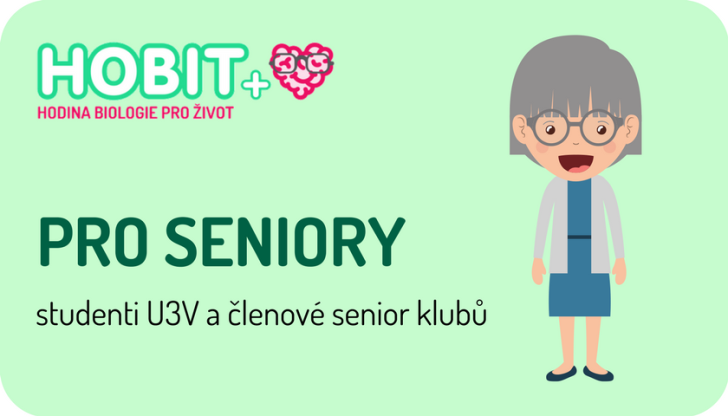 HOBIT+
HODINA BIOLOGIE PRO ŽIVOT
PRO SENIORY
studenti U3V a členové senior klubů